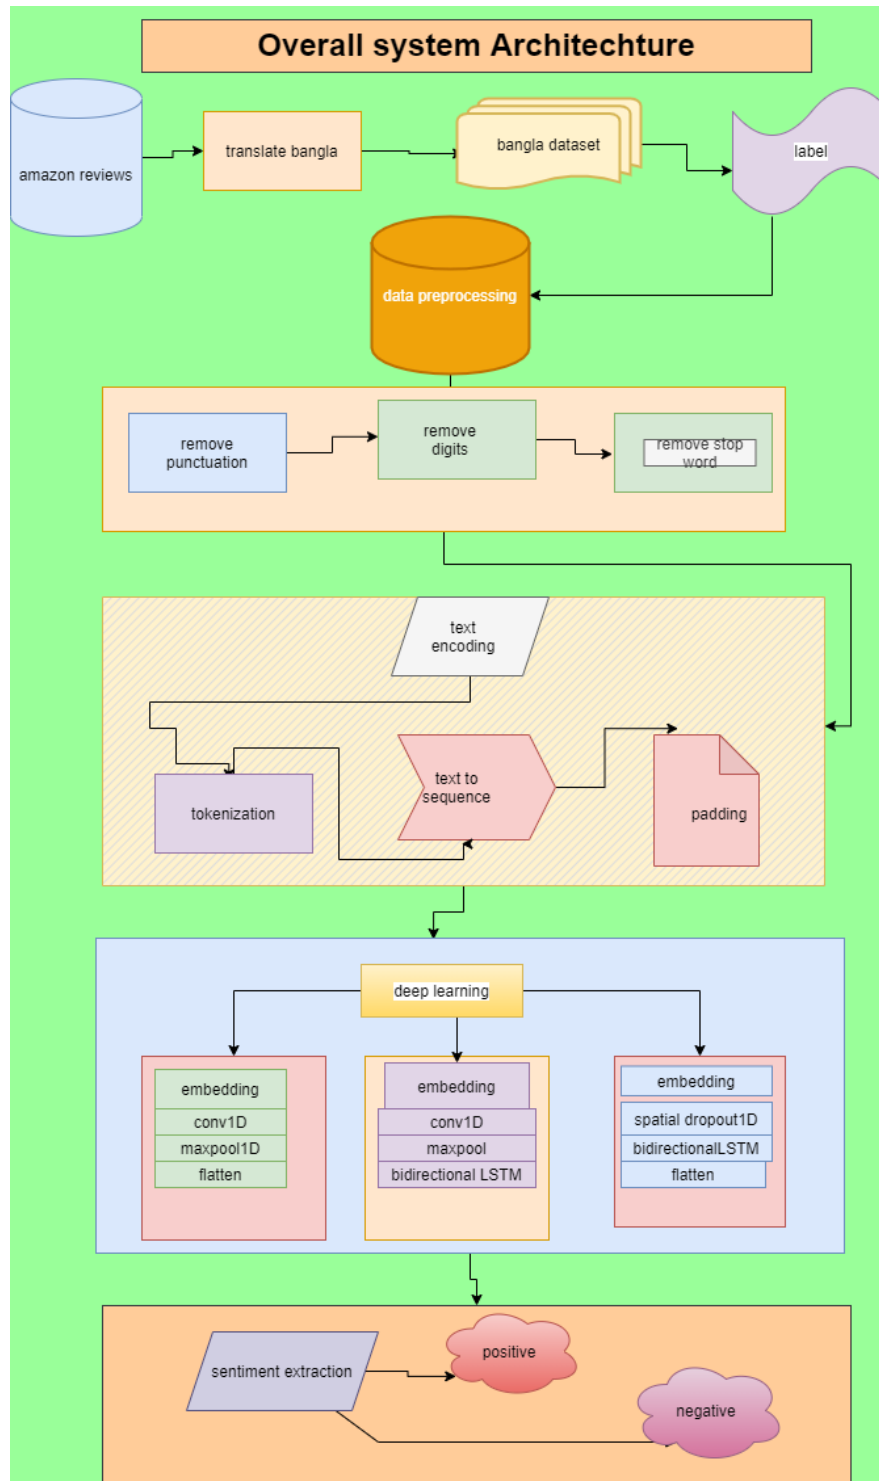 Overall system Architechture
amazon reviews
translate bangla
bangla dataset
label
data preprocessing
remove
punctuation
remove
digits
remove stop
word
text
encoding
tokenization
text to
sequence
padding
deep learning
embedding
conv1D
maxpool1D
flatten
embedding
conv1D
maxpool
bidirectional LSTM
embedding
spatial dropout1D
bidirectionalLSTM
flatten
sentiment extraction
positive
negative